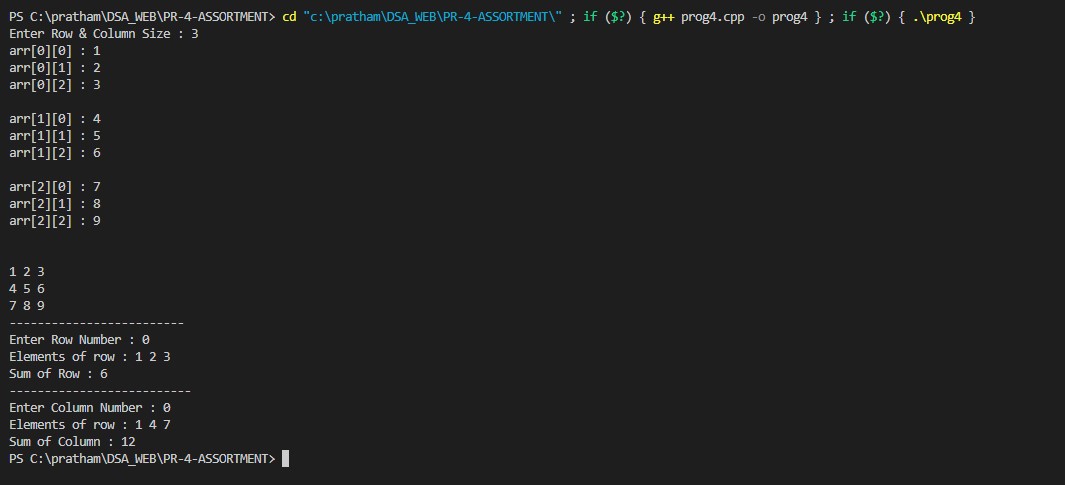 PS C:\pratham\DSA_WEB\PR-4-ASSORTMENT> cd "c:\pratham\DSA_WEB\PR-4-ASSORTMENT\" ; if ($?) { g++ prog4.cpp -o prog4 } ; if ($?) { .\prog4 }
Enter Row & Column Size : 3
arr[0][0] : 1
arr[0][1] : 2
arr[0][2] : 3
arr[1][0] : 4
arr[1][1] : 5
arr[1][2] : 6
arr[2][0] : 7
arr[2][1] : 8
arr[2][2] : 9
1 2 3
4 5 6
7 8 9
-------------------------
Enter Row Number : 0
Elements of row : 1 2 3
Sum of Row : 6
--------------------------
Enter Column Number : 0
Elements of row : 1 4 7
Sum of Column : 12
PS C:\pratham\DSA_WEB\PR-4-ASSORTMENT>